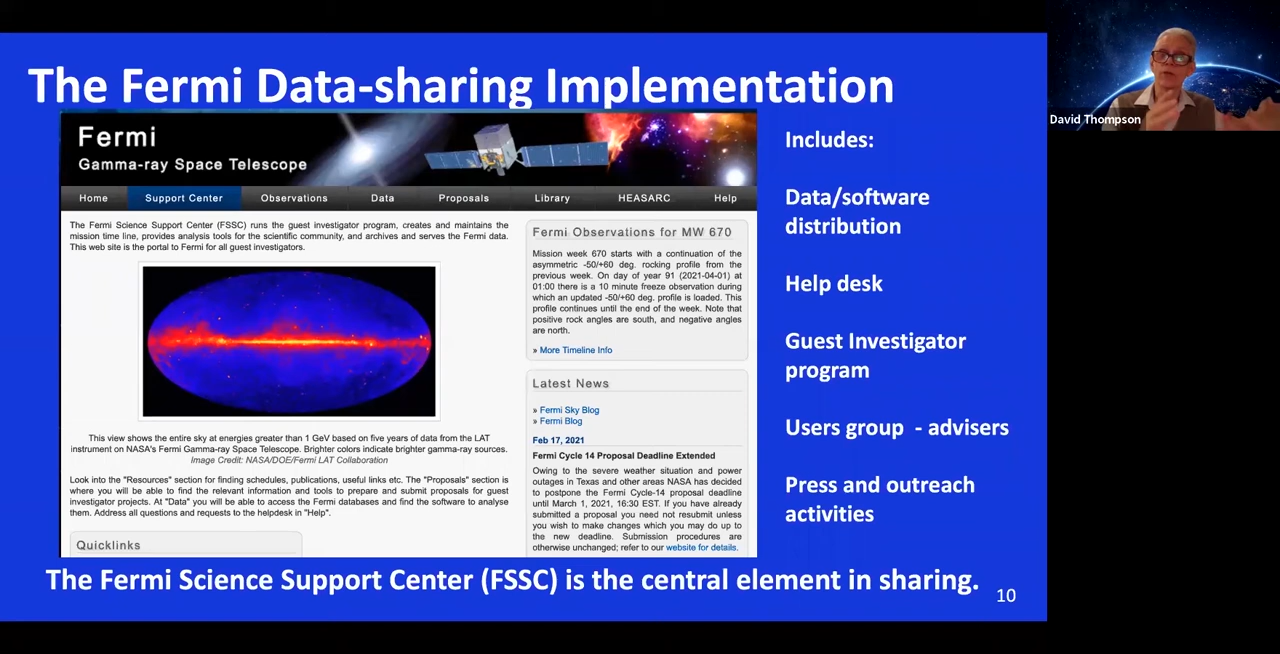 The Fermi Data-sharing Implementation
David Thompson
Fermi
Gamma-ray Space Telescope
Home Support Center Observations Data Proposals Library HEASARC Help
The Fermi Science Support Center (FSSC) runs the guest investigator program, creates and maintains the
mission time line, provides analysis tools for the scientific community, and archives and serves the Fermi data.
This web site is the portal to Fermi for all guest investigators.
This view shows the entire sky at energies greater than 1 GeV based on five years of data from the LAT
instrument on NASA's Fermi Gamma-ray Space Telescope. Brighter colors indicate brighter gamma-ray sources.
Image Credit: NASA/DOE/Fermi LAT Collaboration
Look into the "Resources" section for finding schedules, publications, useful links etc. The "Proposals" section is
where you will be able to find the relevant information and tools to prepare and submit proposals for guest
investigator projects. At "Data" you will be able to access the Fermi databases and find the software to analyse
them. Address all questions and requests to the helpdesk in "Help".
Quicklinks
Fermi Observations for MW 670
Mission week 670 starts with a continuation of the
asymmetric -50/+60 deg. rocking profile from the
previous week. On day of year 91 (2021-04-01) at
01:00 there is a 10 minute freeze observation during
which an updated -50/+60 deg. profile is loaded. This
profile continues until the end of the week. Note that
positive rock angles are south, and negative angles
are north.
» More Timeline Info
Latest News
» Fermi Sky Blog
» Fermi Blog
Feb 17, 2021
Fermi Cycle 14 Proposal Deadline Extended
Owing to the severe weather situation and power
outages in Texas and other areas NASA has decided
to postpone the Fermi Cycle-14 proposal deadline
until March 1, 2021, 16:30 EST. If you have already
submitted a proposal you need not resubmit unless
you wish to make changes which you may do up to
the new deadline. Submission procedures are
otherwise unchanged; refer to our website for details.
Includes:
Data/software
distribution
Help desk
Guest Investigator
program
Users group - advisers
Press and outreach
activities
The Fermi Science Support Center (FSSC) is the central element in sharing.
10